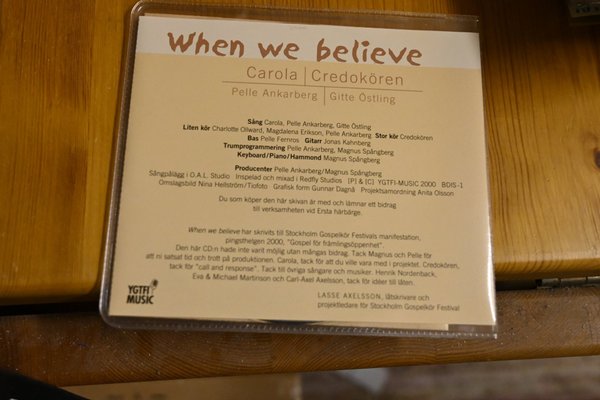 When we believe
Carola | Credokören
Pelle Ankarberg | Gitte Östling
Sång Carola, Pelle Ankarberg, Gitte Östling
Liten kör Charlotte Ollward, Magdalena Erikson, Pelle Ankarberg Stor kör Credokören
Bas Pelle Fernros Gitarr Jonas Kahnberg
Trumprogrammering Pelle Ankarberg, Magnus Spångberg
Keyboard/Piano/Hammond Magnus Spångberg
Producenter Pelle Ankarberg/Magnus Spångberg
Sångpålägg i O.A.L. Studio Inspelad och mixad i Redfly Studios [P] & [C] YGTFI-MUSIC 2000 BDIS-1
Omslagsbild Nina Hellström/Tiofoto Grafisk form Gunnar Dagnå Projektsamordning Anita Olsson
Du som köper den här skivan är med och lämnar ett bidrag
till verksamheten vid Ersta härbärge.
When we believe har skrivits till Stockholm Gospelkör Festivals manifestation,
pingsthelgen 2000, "Gospel för främlingsöppenhet".
Den här CD:n hade inte varit möjlig utan mångas bidrag. Tack Magnus och Pelle för
att ni satsat tid och trott på produktionen. Carola, tack för att du ville vara med i projektet. Credokören,
tack för "call and response". Tack till övriga sångare och musiker. Henrik Nordenback,
Eva & Michael Martinson och Carl-Axel Axelsson, tack för idéer till låten.
LASSE AXELSSON, låtskrivare och
projektledare för Stockholm Gospelkör Festival
YGTFI
MUSIC